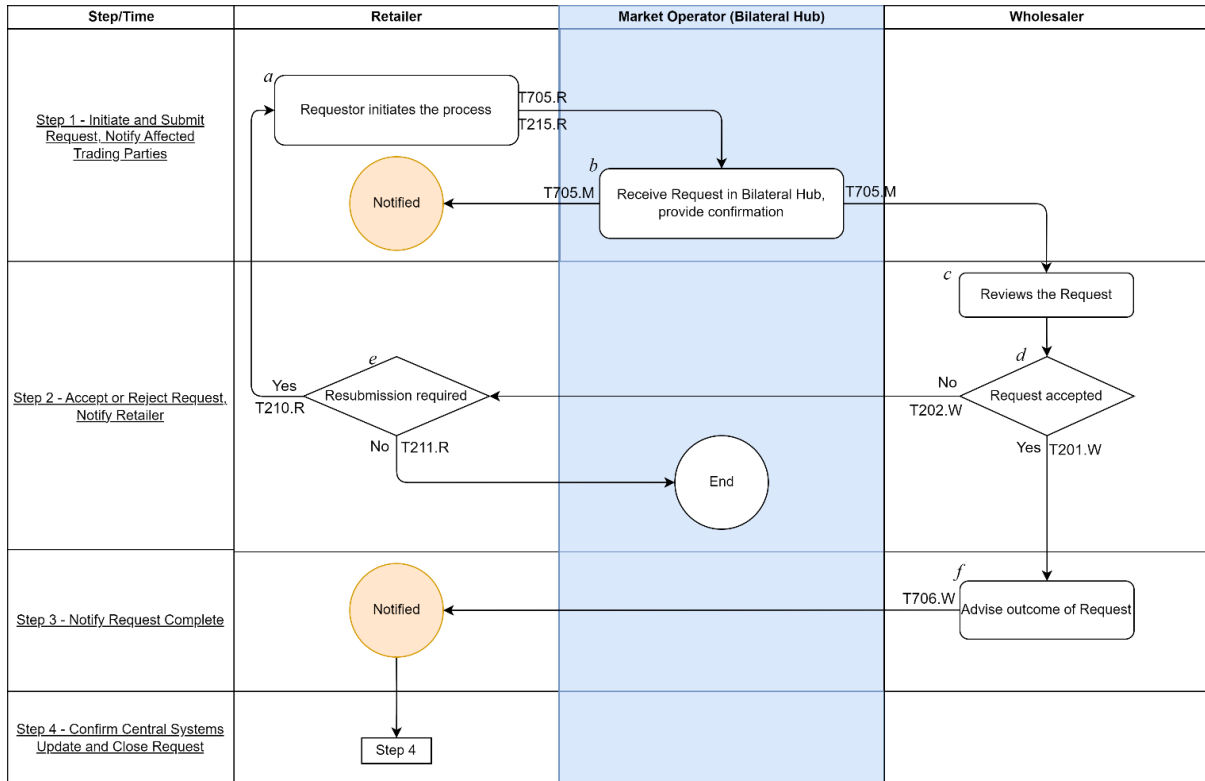 Step/Time
Retailer
Market Operator (Bilateral Hub)
Wholesaler
Step 1 - Initiate and Submit
Request, Notify Affected
Trading Parties
a
Requestor initiates the process
T705.R
T215.R
b
Receive Request in Bilateral Hub,
provide confirmation
T705.M
T705.M
Notified
Step 2 - Accept or Reject Request,
Notify Retailer
c
Reviews the Request
d
Request accepted
No
T202.W
Yes
T201.W
e
Resubmission required
Yes
T210.R
No
T211.R
End
Step 3 - Notify Request Complete
f
Advise outcome of Request
T706.W
Notified
Step 4 - Confirm Central Systems
Update and Close Request
Step 4